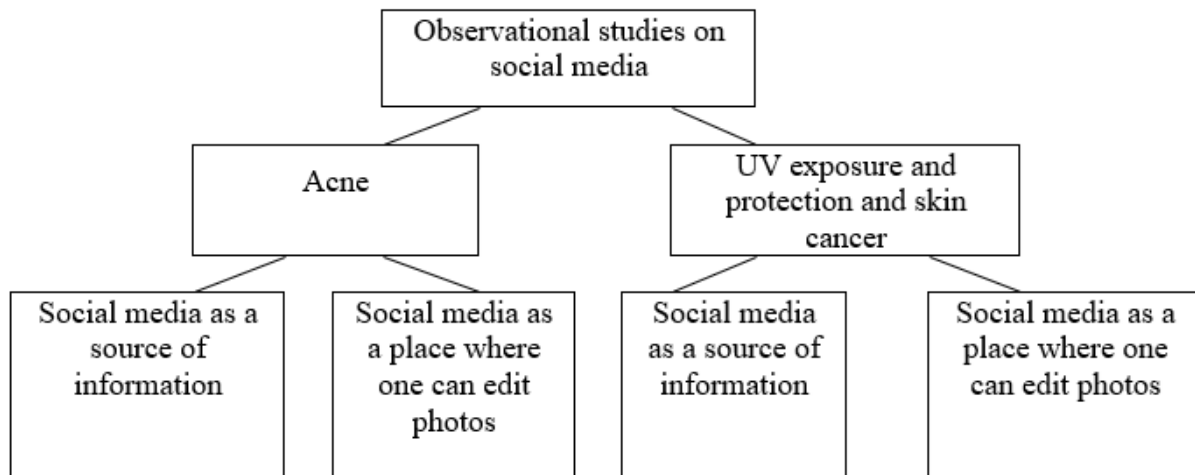 Observational studies on
social media
Acne
UV exposure and
protection and skin
cancer
Social media as a
source of
information
Social media as
a place where
one can edit
photos
Social media
as a source of
information
Social media as a
place where one
can edit photos